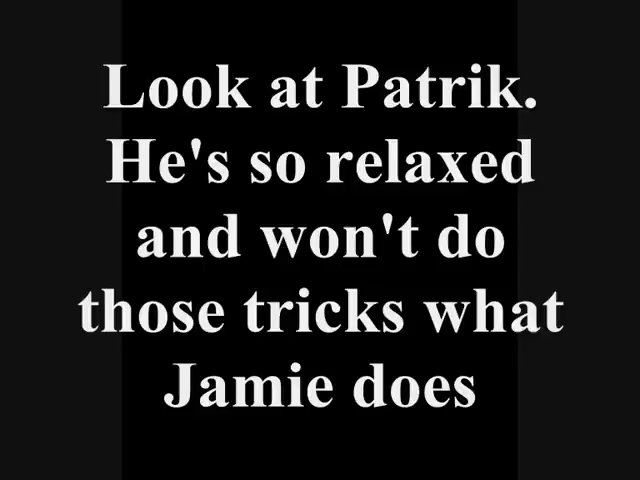 Look at Patrik.
He's so relaxed
and won't do
those tricks what
Jamie does